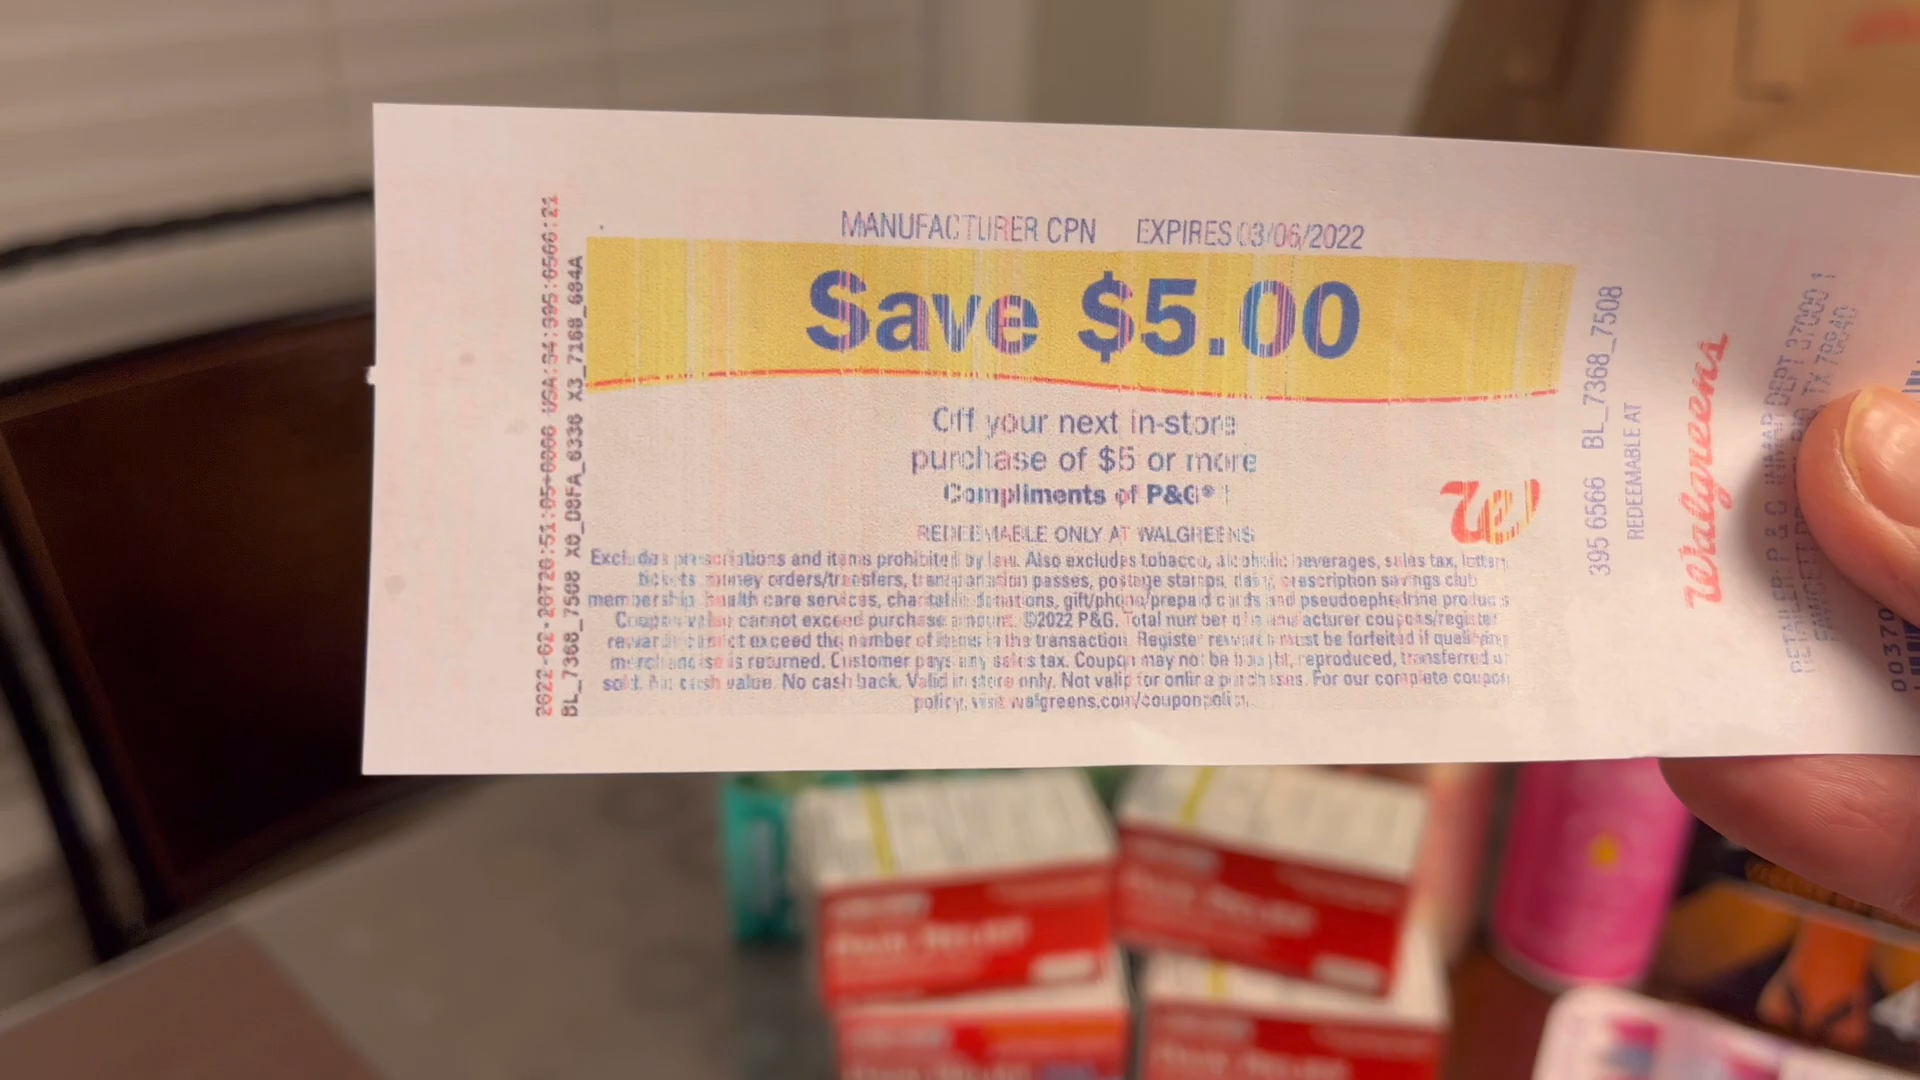 MANUFACTURER CPN EXPIRES 03/06/2022
Save $5.00
Off your next in-store
purchase of $5 or more
Compliments of P&G®
REDEEMABLE ONLY AT WALGREENS
Excludes prescriptions and items prohibited by law. Also excludes tobacco, alcoholic beverages, sales tax, lottery
tickets, money orders/transfers, transportation passes, postage stamps, dairy, prescription savings club
membership, health care services, charitable donations, gift/phone/prepaid cards and pseudoephedrine products
Coupon value cannot exceed purchase amount. ©2022 P&G. Total number of manufacturer coupons/register
rewards cannot exceed the number of items in the transaction. Register rewards must be forfeited if qualifying
merchandise is returned. Customer pays any sales tax. Coupon may not be bought, reproduced, transferred or
sold. No cash value. No cash back. Valid in store only. Not valid for online purchases. For our complete coupon
policy, visit walgreens.com/couponpolicy.
BL_7368_7508 X0_D8FA_6336 X3_7168_684A
395 6566 BL_7368_7508
REDEEMABLE AT
Walgreens
W
00370